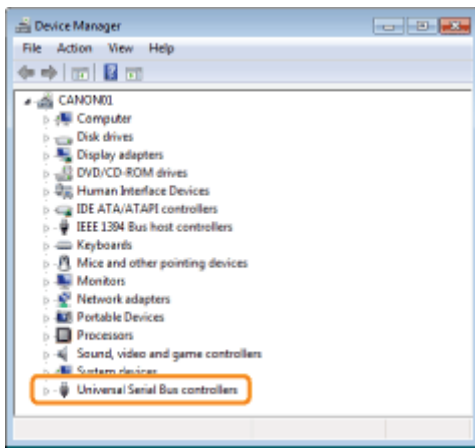 Device Manager
File Action View Help
CANON01
Computer
Disk drives
Display adapters
DVD/CD-ROM drives
Human Interface Devices
IDE ATA/ATAPI controllers
IEEE 1394 Bus host controllers
Keyboards
Mice and other pointing devices
Monitors
Network adapters
Portable Devices
Processors
Sound, video and game controllers
System devices
Universal Serial Bus controllers